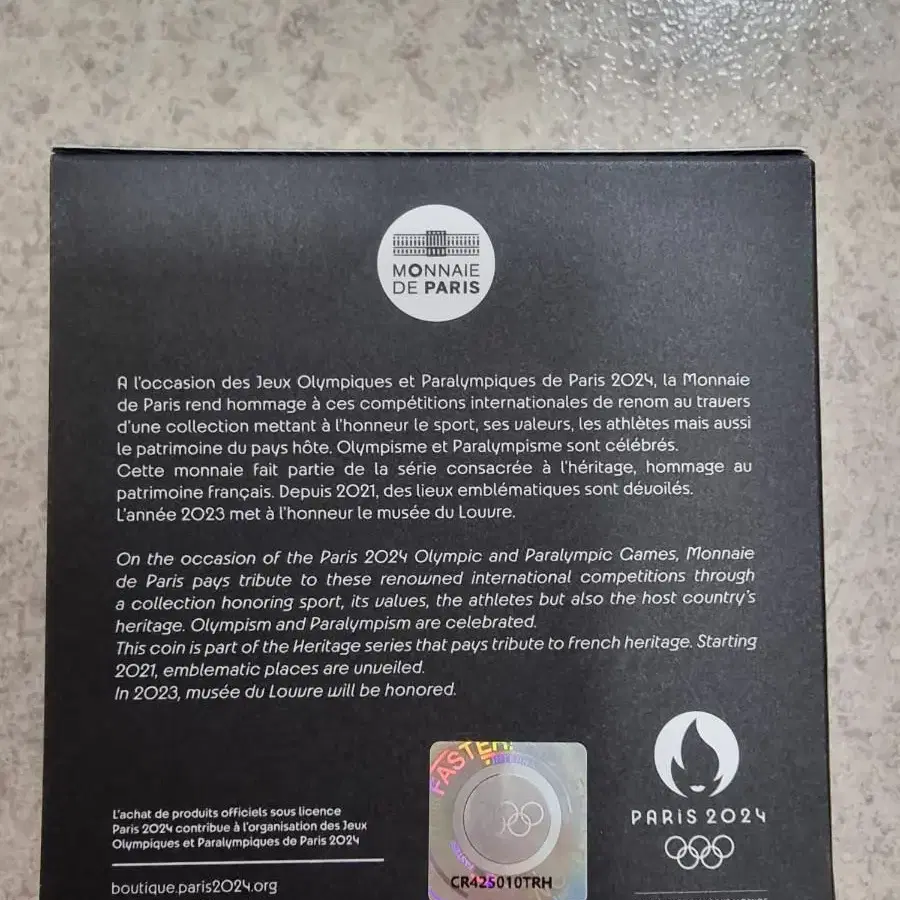 MONNAIE
DE PARIS
A l'occasion des Jeux Olympiques et Paralympiques de Paris 2024, la Monnaie
de Paris rend hommage à ces compétitions internationales de renom au travers
d'une collection mettant à l'honneur le sport, ses valeurs, les athlètes mais aussi
le patrimoine du pays hôte. Olympisme et Paralympisme sont célébrés.
Cette monnaie fait partie de la série consacrée à l'héritage, hommage au
patrimoine français. Depuis 2021, des lieux emblématiques sont dévoilés.
L'année 2023 met à l'honneur le musée du Louvre.
On the occasion of the Paris 2024 Olympic and Paralympic Games, Monnaie
de Paris pays tribute to these renowned international competitions through
a collection honoring sport, its values, the athletes but also the host country's
heritage. Olympism and Paralympism are celebrated.
This coin is part of the Heritage series that pays tribute to french heritage. Starting
2021, emblematic places are unveiled.
In 2023, musée du Louvre will be honored.
L'achat de produits officiels sous licence
Paris 2024 contribue à l'organisation des Jeux
Olympiques et Paralympiques de Paris 2024
boutique.paris2024.org
FASTER!
CR425010TRH
PARIS 2024